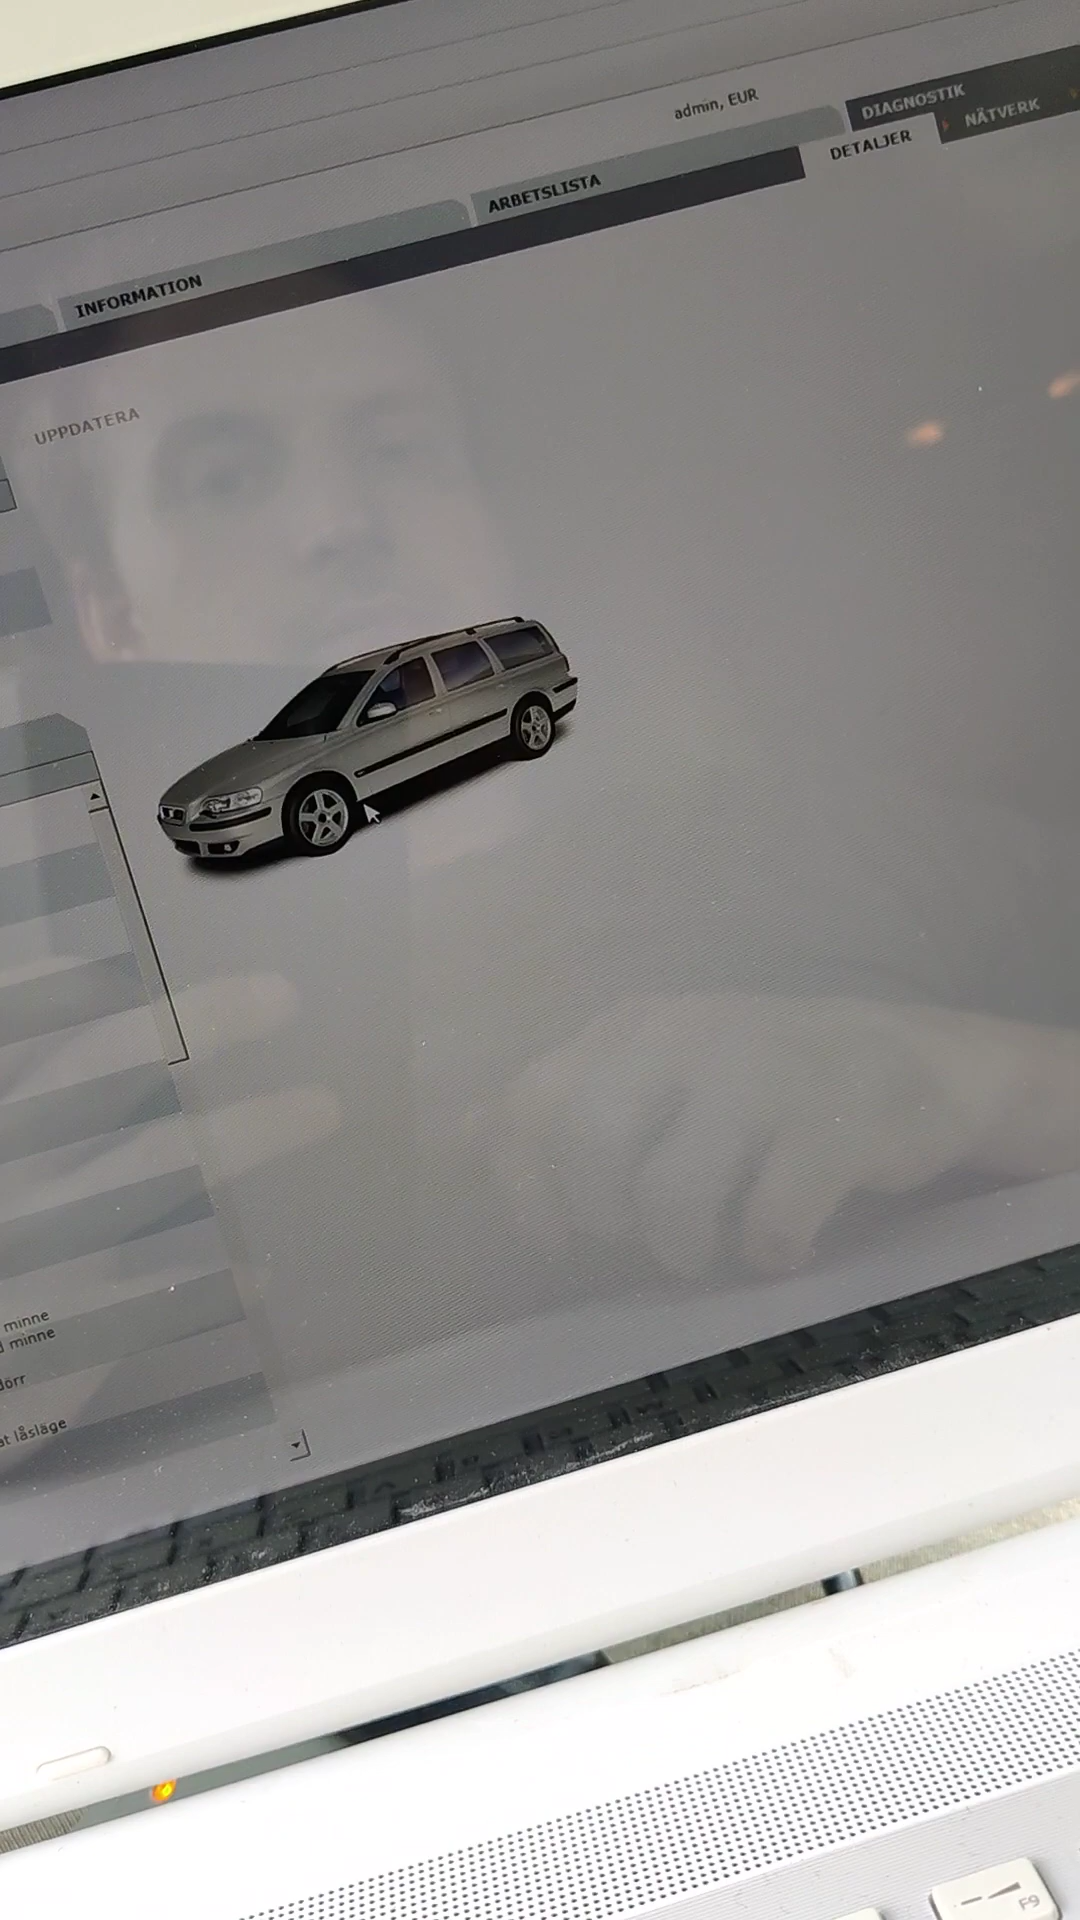 admin, EUR
DIAGNOSTIK
NÄTVERK
DETALJER
ARBETSLISTA
INFORMATION
UPPDATERA
minne
minne
dörr
låsläge
F9